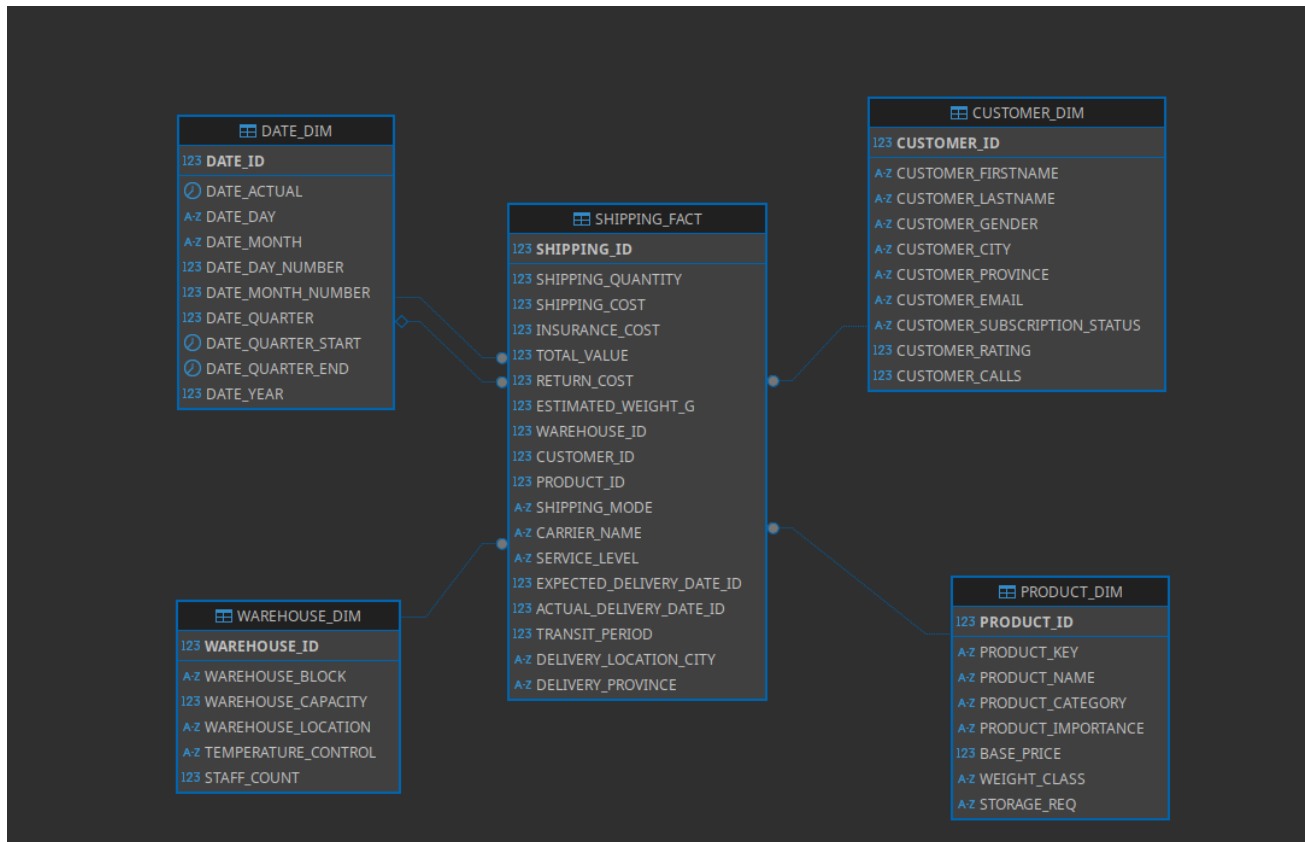 DATE_DIM
123 DATE_ID
DATE_ACTUAL
A-Z DATE_DAY
A-Z DATE_MONTH
123 DATE_DAY_NUMBER
123 DATE_MONTH_NUMBER
123 DATE_QUARTER
DATE_QUARTER_START
DATE_QUARTER_END
123 DATE_YEAR
SHIPPING_FACT
123 SHIPPING_ID
123 SHIPPING_QUANTITY
123 SHIPPING_COST
123 INSURANCE_COST
123 TOTAL_VALUE
123 RETURN_COST
123 ESTIMATED_WEIGHT_G
123 WAREHOUSE_ID
123 CUSTOMER_ID
123 PRODUCT_ID
A-Z SHIPPING_MODE
A-Z CARRIER_NAME
A-Z SERVICE_LEVEL
123 EXPECTED_DELIVERY_DATE_ID
123 ACTUAL_DELIVERY_DATE_ID
123 TRANSIT_PERIOD
A-Z DELIVERY_LOCATION_CITY
A-Z DELIVERY_PROVINCE
CUSTOMER_DIM
123 CUSTOMER_ID
A-Z CUSTOMER_FIRSTNAME
A-Z CUSTOMER_LASTNAME
A-Z CUSTOMER_GENDER
A-Z CUSTOMER_CITY
A-Z CUSTOMER_PROVINCE
A-Z CUSTOMER_EMAIL
A-Z CUSTOMER_SUBSCRIPTION_STATUS
123 CUSTOMER_RATING
123 CUSTOMER_CALLS
WAREHOUSE_DIM
123 WAREHOUSE_ID
A-Z WAREHOUSE_BLOCK
123 WAREHOUSE_CAPACITY
A-Z WAREHOUSE_LOCATION
A-Z TEMPERATURE_CONTROL
123 STAFF_COUNT
PRODUCT_DIM
123 PRODUCT_ID
A-Z PRODUCT_KEY
A-Z PRODUCT_NAME
A-Z PRODUCT_CATEGORY
A-Z PRODUCT_IMPORTANCE
123 BASE_PRICE
A-Z WEIGHT_CLASS
A-Z STORAGE_REQ